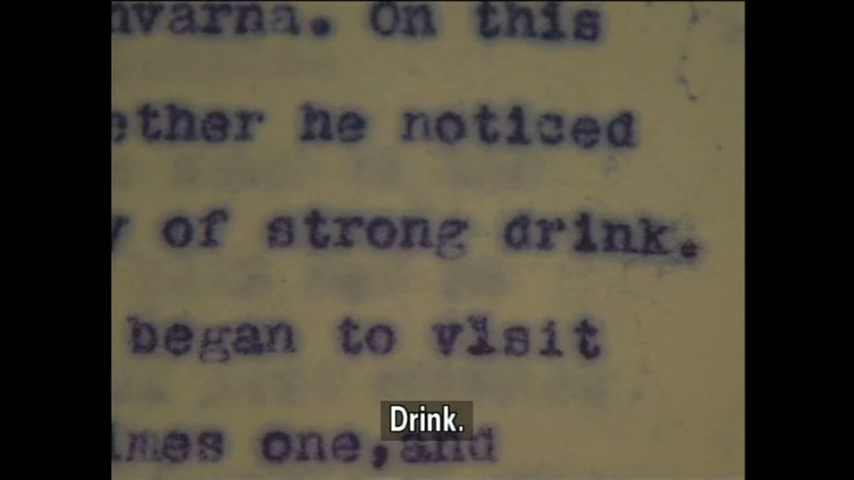 nvarna. On this
ether he noticed
y of strong drink.
began to visit
Drink.
imes one,and